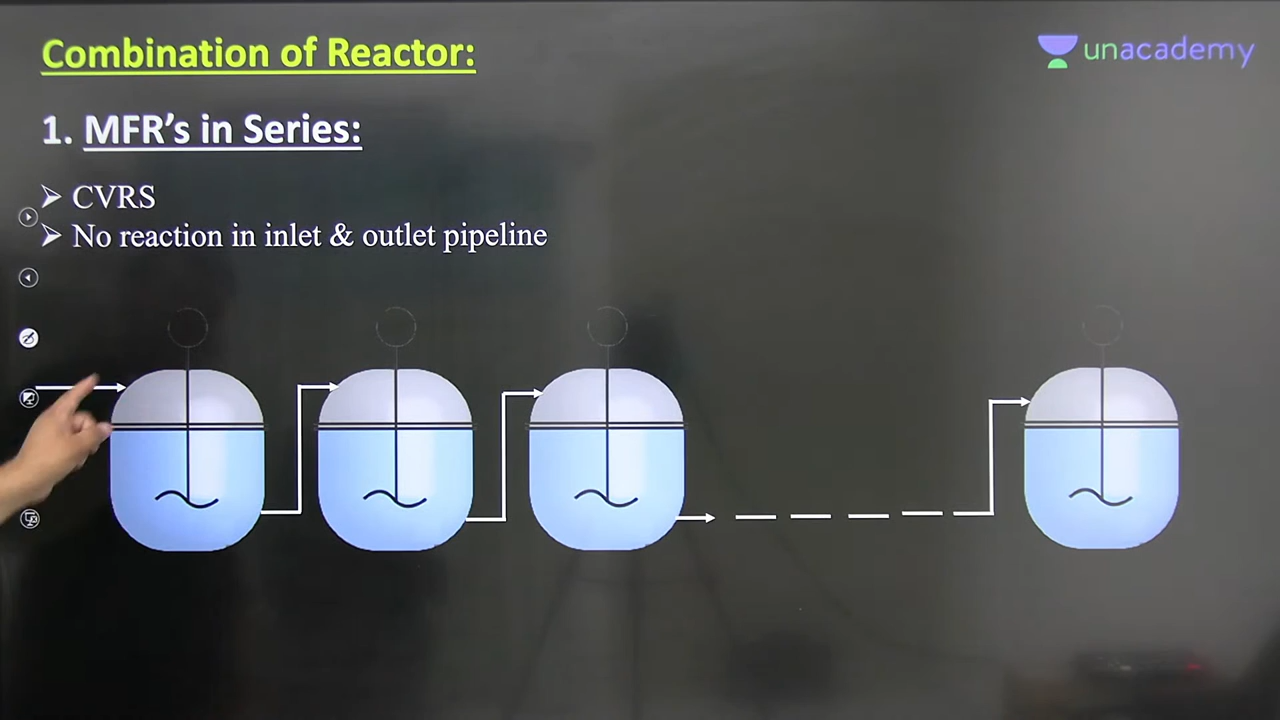 Combination of Reactor:
unacademy
1. MFR's in Series:
➢ CVRS
➢ No reaction in inlet & outlet pipeline